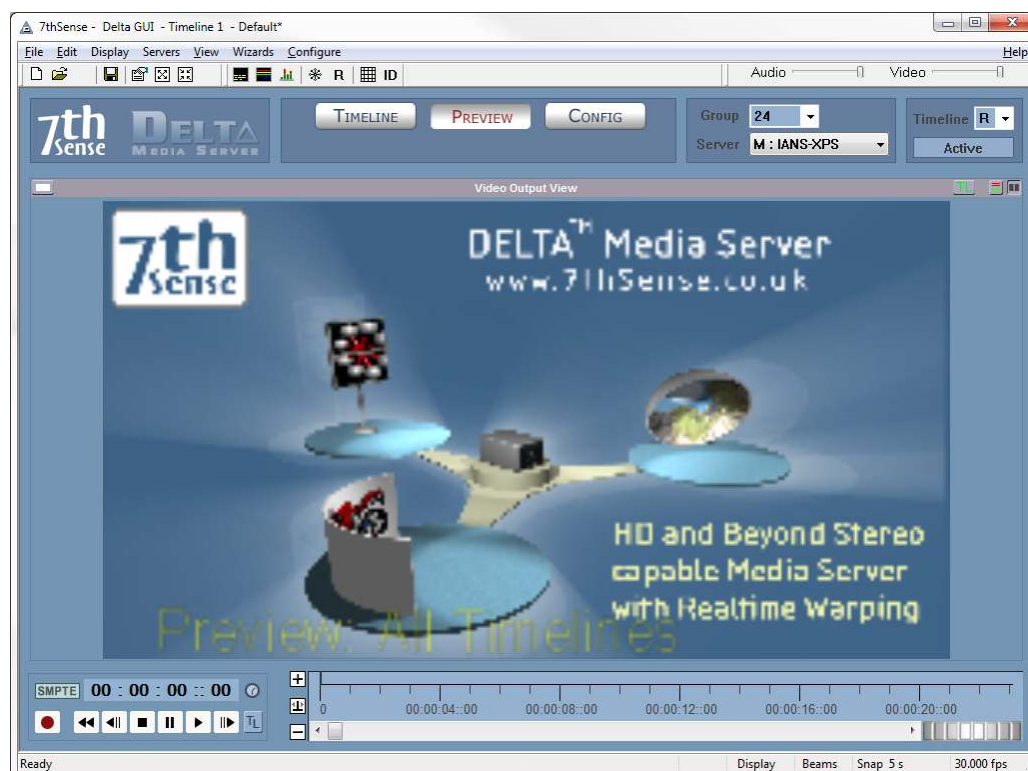 7thSense - Delta GUI - Timeline 1 - Default*
File Edit Display Servers View Wizards Configure Help
R ID Audio Video
7th Sense DELTA MEDIA SERVER
TIMELINE PREVIEW CONFIG
Group 24
Server M : IANS-XPS
Timeline R
Active
Video Output View TL
7th Sense
DELTA™ Media Server
www.7thSense.co.uk
HD and Beyond Stereo
capable Media Server
with Realtime Warping
Preview: All Timelines
SMPTE 00 : 00 : 00 :: 00
TL
0 00:00:04::00 00:00:08::00 00:00:12::00 00:00:16::00 00:00:20::00
Ready Display Beams Snap 5 s 30.000 fps